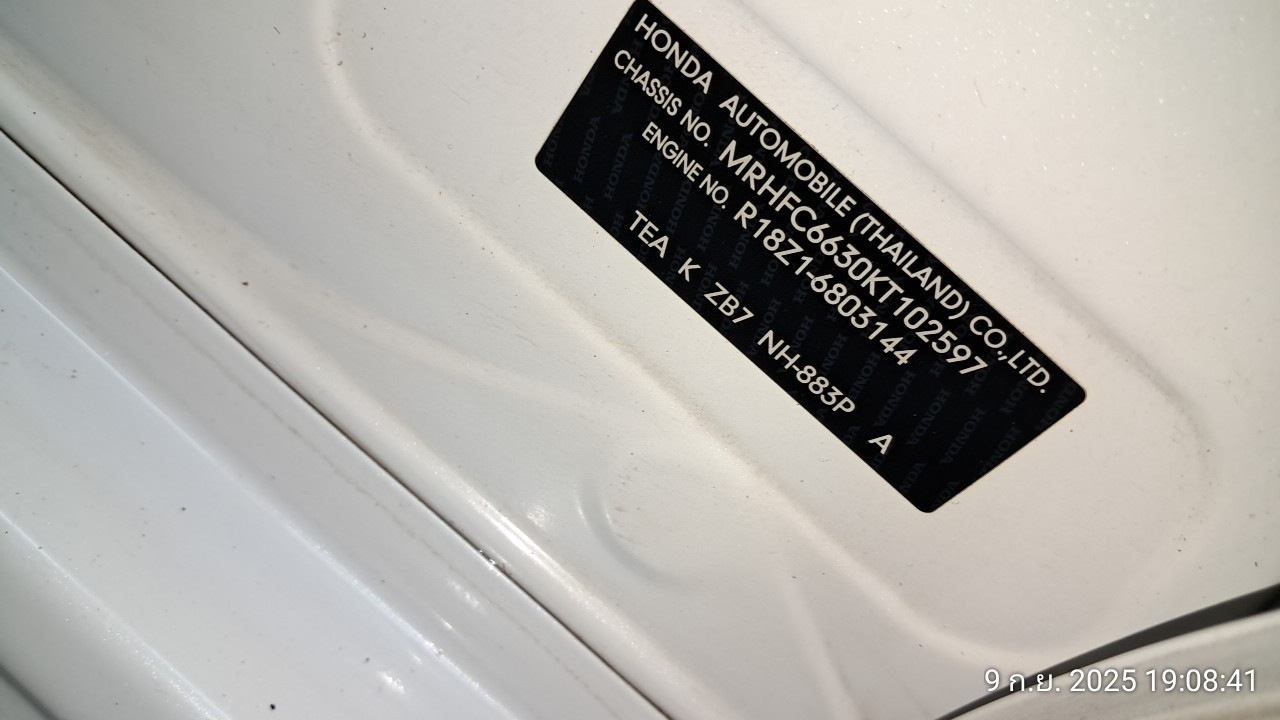 HONDA AUTOMOBILE (THAILAND) CO.,LTD.
CHASSIS NO. MRHFC6630KT102597
ENGINE NO. R18Z1-6803144
TEA K ZB7 NH-883P A
9 ก.ย. 2025 19:08:41